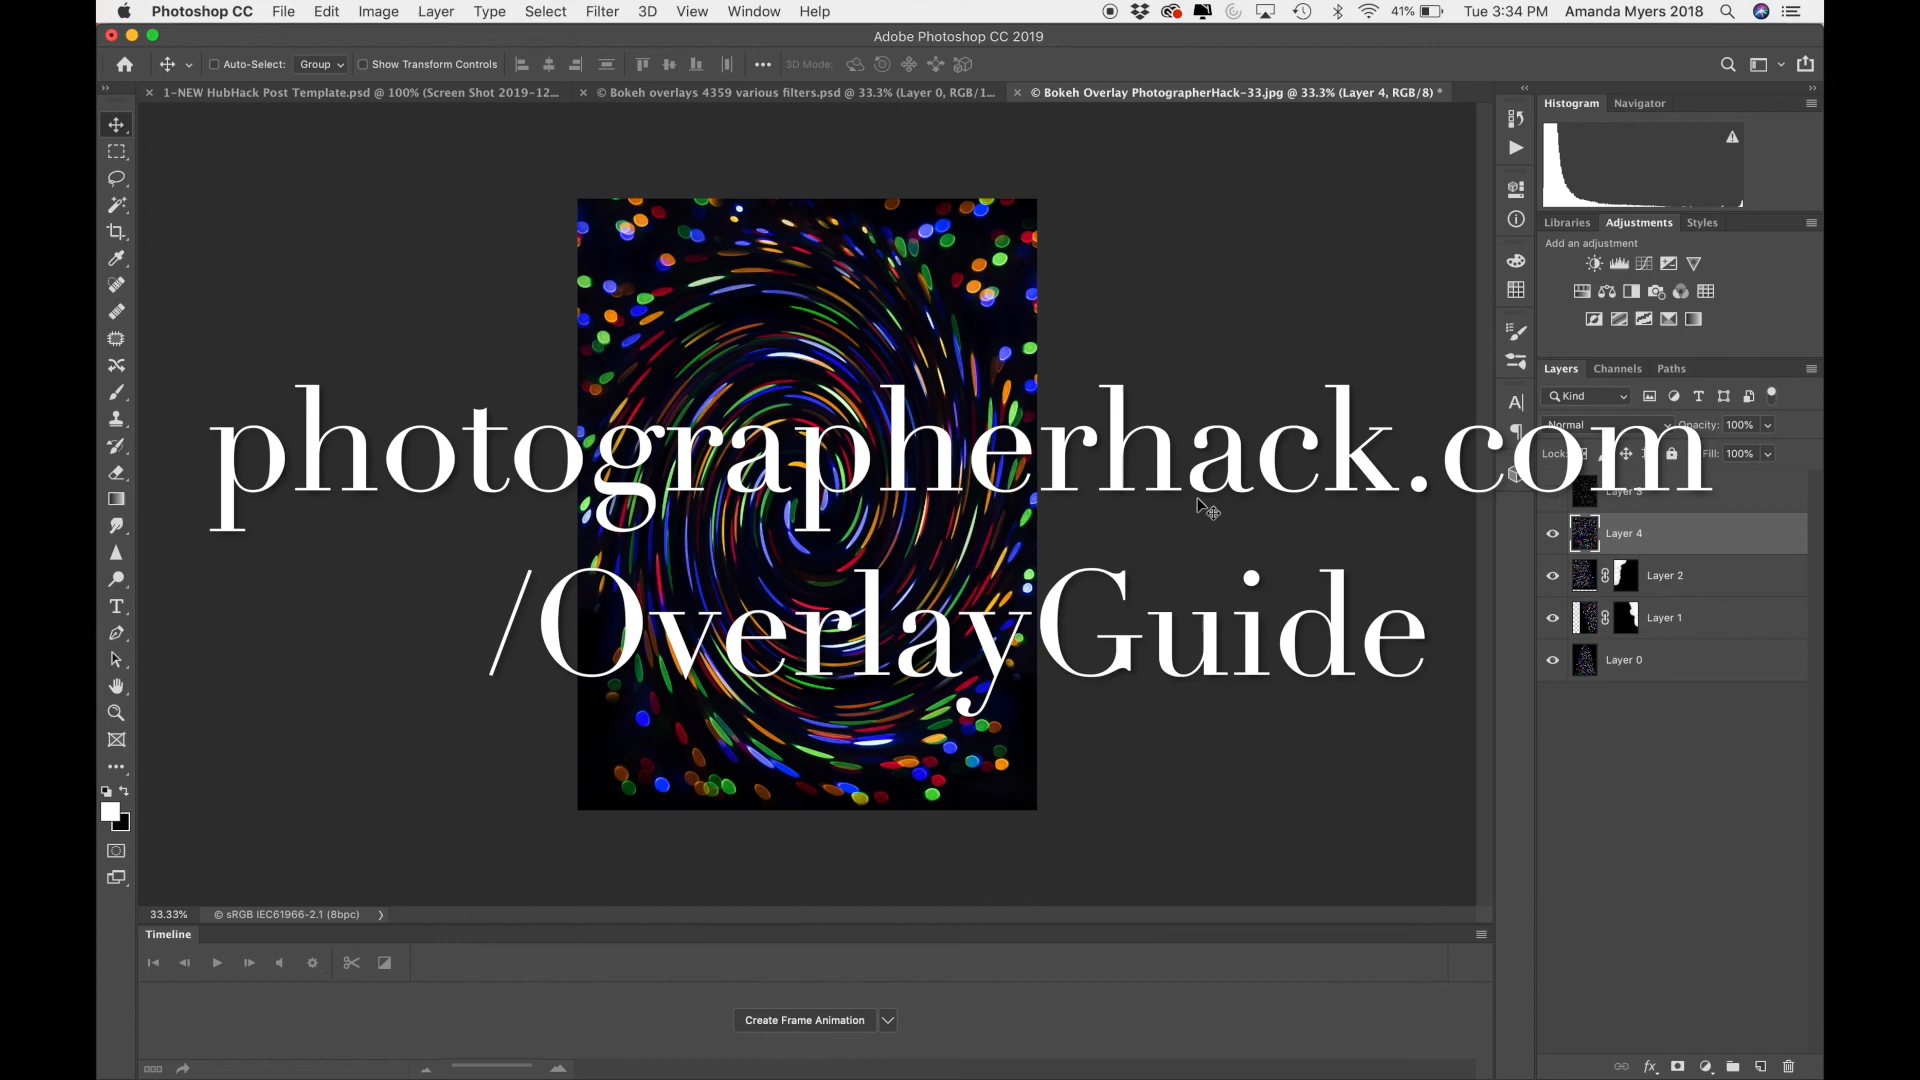 Photoshop CC File Edit Image Layer Type Select Filter 3D View Window Help 41% Tue 3:34 PM Amanda Myers 2018
Adobe Photoshop CC 2019
Auto-Select: Group Show Transform Controls 3D Mode:
1-NEW HubHack Post Template.psd @ 100% (Screen Shot 2019-12...
© Bokeh overlays 4359 various filters.psd @ 33.3% (Layer 0, RGB/1...
© Bokeh Overlay PhotographerHack-33.jpg @ 33.3% (Layer 4, RGB/8) *
Histogram Navigator
Libraries Adjustments Styles
Add an adjustment
Layers Channels Paths
Kind
Normal Opacity: 100%
Lock: Fill: 100%
photographerhack.com
/OverlayGuide
Layer 3
Layer 4
Layer 2
Layer 1
Layer 0
33.33% © sRGB IEC61966-2.1 (8bpc)
Timeline
Create Frame Animation
fx